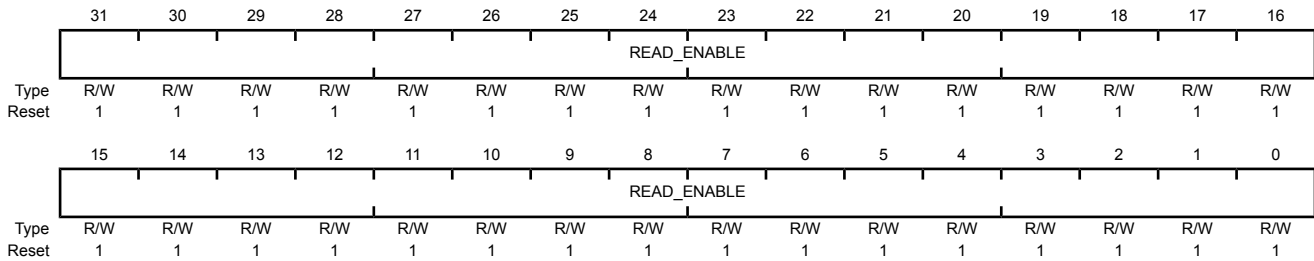 31 30 29 28 27 26 25 24 23 22 21 20 19 18 17 16
READ_ENABLE
Type R/W R/W R/W R/W R/W R/W R/W R/W R/W R/W R/W R/W R/W R/W R/W R/W
Reset 1 1 1 1 1 1 1 1 1 1 1 1 1 1 1 1
15 14 13 12 11 10 9 8 7 6 5 4 3 2 1 0
READ_ENABLE
Type R/W R/W R/W R/W R/W R/W R/W R/W R/W R/W R/W R/W R/W R/W R/W R/W
Reset 1 1 1 1 1 1 1 1 1 1 1 1 1 1 1 1